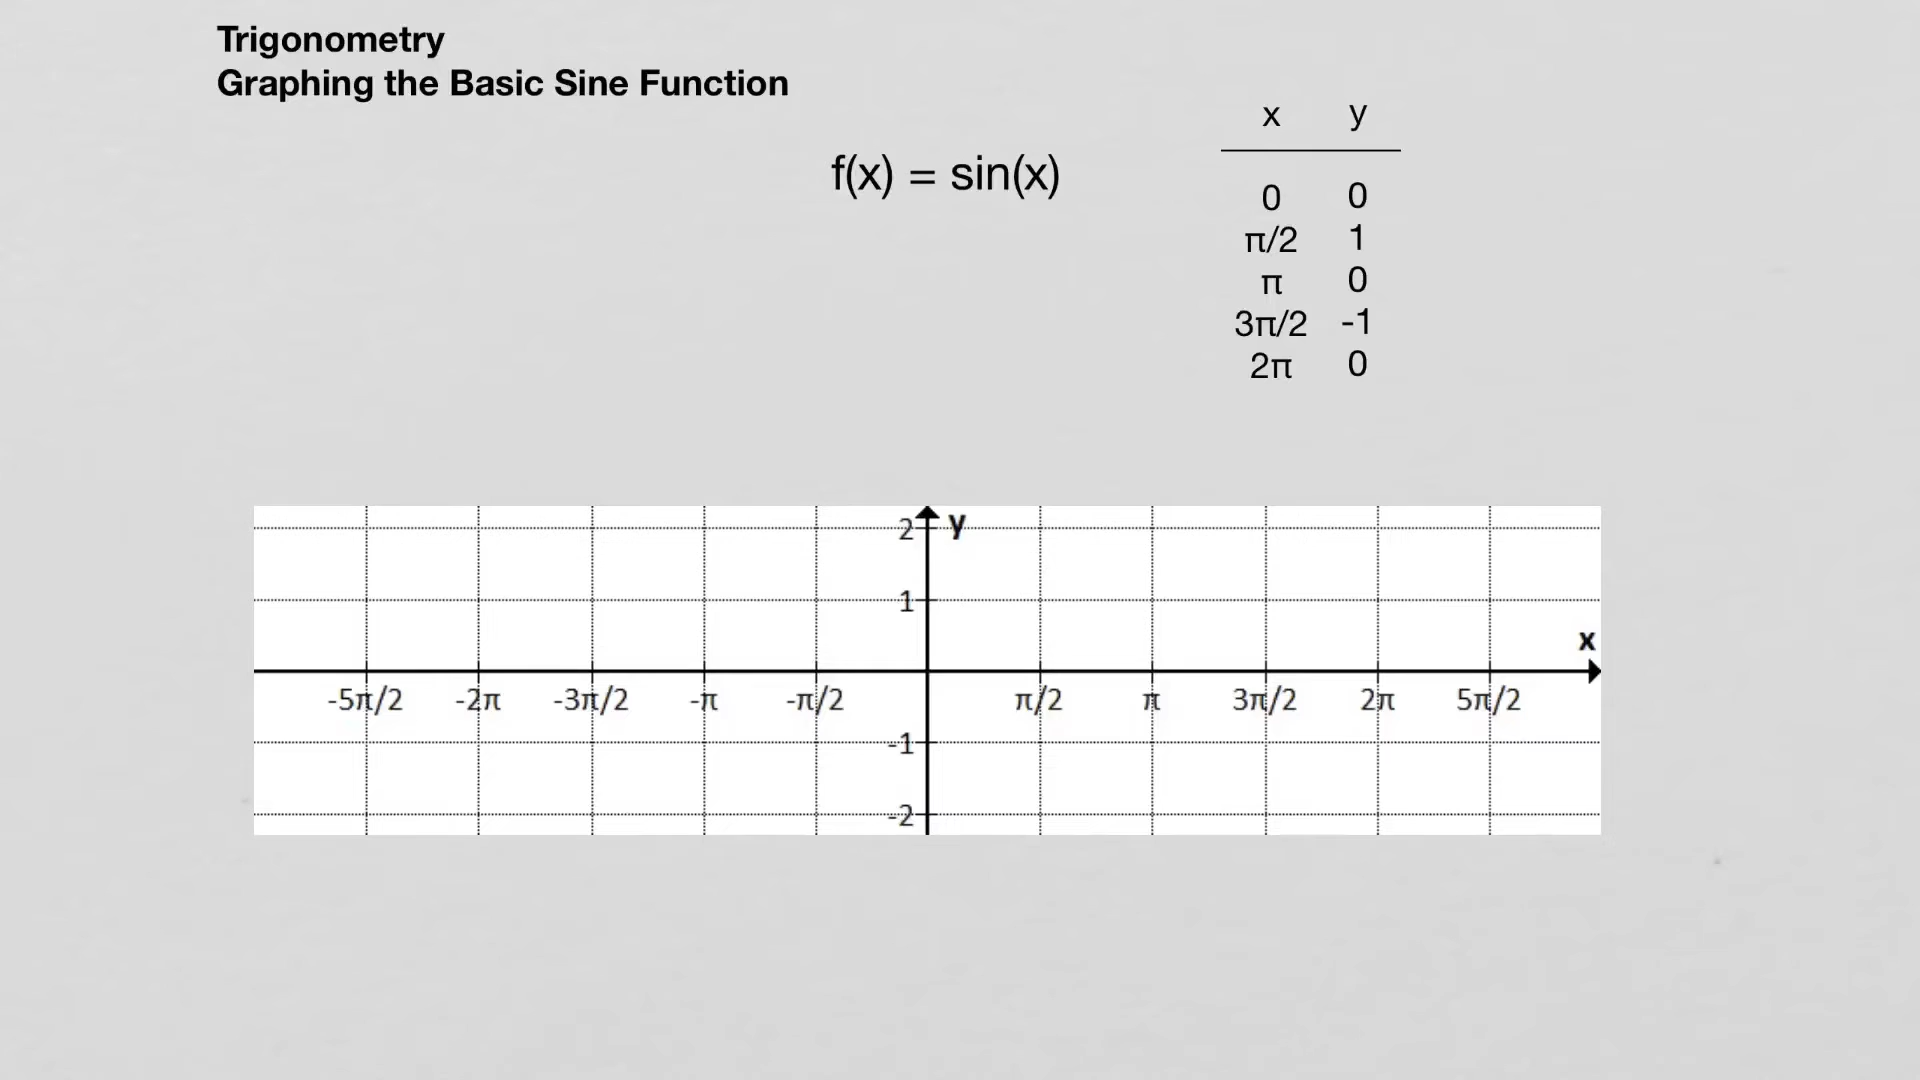 Trigonometry
Graphing the Basic Sine Function
f(x) = sin(x)
x y
0 0
π/2 1
π 0
3π/2 -1
2π 0
2 y
1
x
-5π/2 -2π -3π/2 -π -π/2 π/2 π 3π/2 2π 5π/2
-1
-2